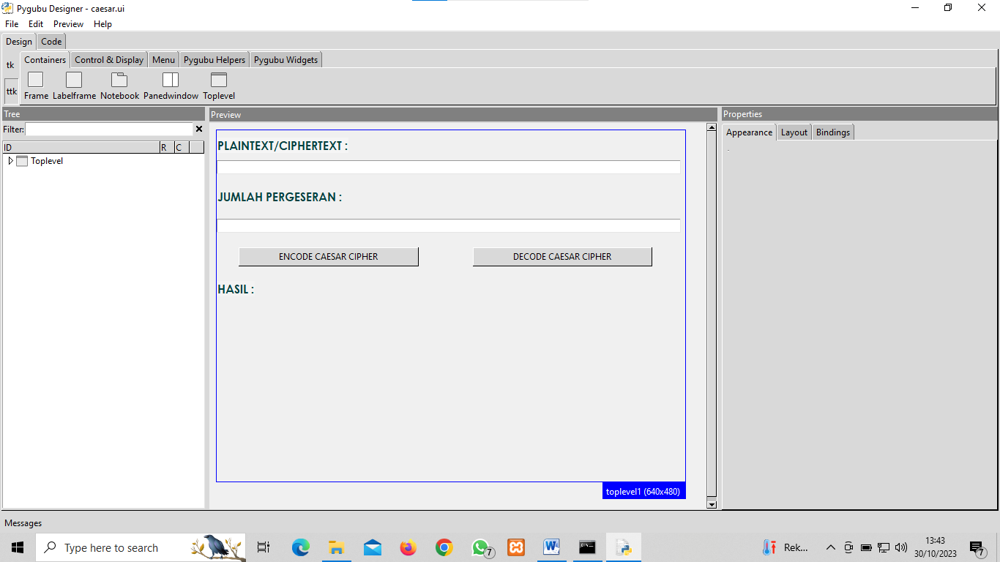 Pygubu Designer - caesar.ui
File Edit Preview Help
Design Code
tk
ttk
Containers Control & Display Menu Pygubu Helpers Pygubu Widgets
Frame Labelframe Notebook Panedwindow Toplevel
Tree
Filter:
ID R C
Toplevel
Preview
PLAINTEXT/CIPHERTEXT :
JUMLAH PERGESERAN :
ENCODE CAESAR CIPHER DECODE CAESAR CIPHER
HASIL :
toplevel1 (640x480)
Properties
Appearance Layout Bindings
Messages
Type here to search
7
Rek...
13:43
30/10/2023
7